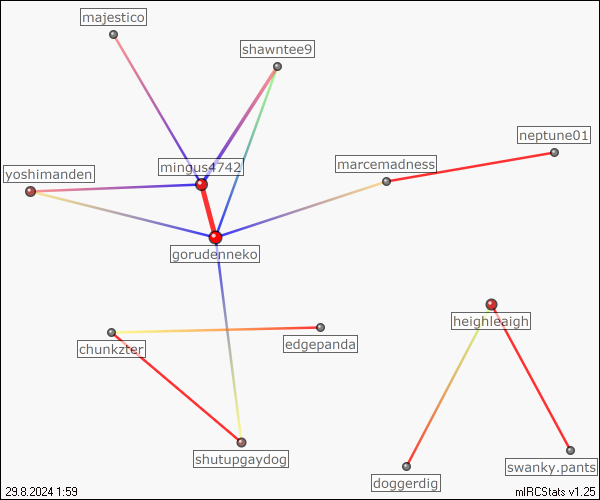 majestico
shawntee9
neptune01
mingus4742
marcemadness
yoshimanden
gorudenneko
heighleaigh
chunkzter
edgepanda
shutupgaydog
swanky.pants
doggerdig
29.8.2024 1:59
mIRCStats v1.25